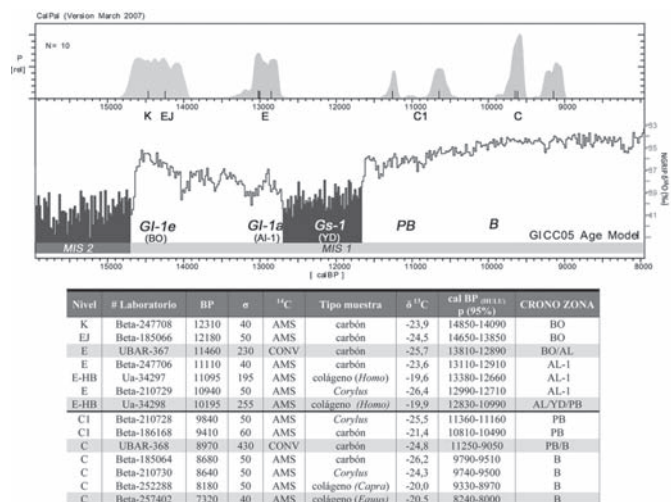 CalPal (Version March 2007)
N= 10
P
[rel]
15000 14000 13000 12000 11000 10000 9000
K EJ E C1 C
NGRIP δ18O [‰]
GI-1e GI-1a Gs-1 PB B
(BO) (Al-1) (YD) GICC05 Age Model
MIS 2 MIS 1
15000 14000 13000 12000 11000 10000 9000 8000
[ calBP ]
Nivel # Laboratorio BP σ 14C Tipo muestra δ 13C cal BP (HULU) p (95%) CRONO ZONA
K Beta-247708 12310 40 AMS carbón -23,9 14850-14090 BO
EJ Beta-185066 12180 50 AMS carbón -24,5 14650-13850 BO
E UBAR-367 11460 230 CONV carbón -25,7 13810-12890 BO/AL
E Beta-247706 11110 40 AMS carbón -23,6 13110-12910 AL-1
E-HB Ua-34297 11095 195 AMS colágeno (Homo) -19,6 13380-12660 AL-1
E Beta-210729 10940 50 AMS Corylus -26,4 12990-12710 AL-1
E-HB Ua-34298 10195 255 AMS colágeno (Homo) -19,9 12830-10990 AL/YD/PB
C1 Beta-210728 9840 50 AMS Corylus -25,5 11360-11160 PB
C1 Beta-186168 9410 60 AMS carbón -21,4 10810-10490 PB
C UBAR-368 8970 430 CONV carbón -24,8 11250-9050 PB/B
C Beta-185064 8680 50 AMS carbón -26,2 9790-9510 B
C Beta-210730 8640 50 AMS Corylus -24,3 9740-9500 B
C Beta-252288 8180 50 AMS colágeno (Capra) -20,0 9330-8970 B
C Beta-257402 7320 40 AMS colágeno (Equus) -20,5 8240-8000 B